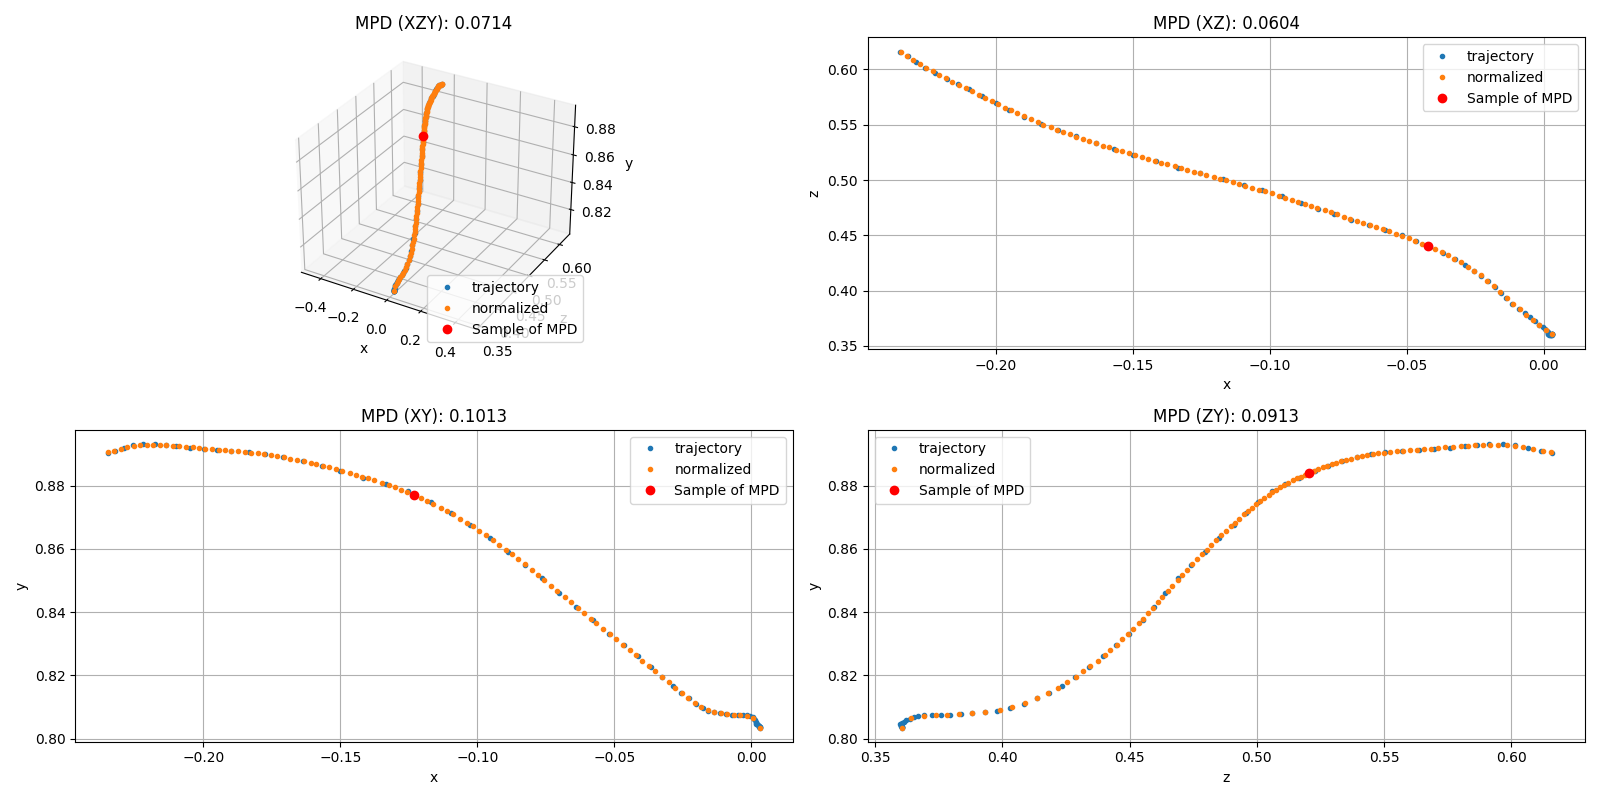 MPD (XZY): 0.0714
0.88
0.86
0.84
0.82
y
0.60
0.55
0.50
0.45
0.40
0.35
z
−0.4
−0.2
0.0
0.2
0.4
x
trajectory
normalized
Sample of MPD
MPD (XZ): 0.0604
0.60
0.55
0.50
0.45
0.40
0.35
z
−0.20
−0.15
−0.10
−0.05
0.00
x
trajectory
normalized
Sample of MPD
MPD (XY): 0.1013
0.88
0.86
0.84
0.82
0.80
y
−0.20
−0.15
−0.10
−0.05
0.00
x
trajectory
normalized
Sample of MPD
MPD (ZY): 0.0913
0.88
0.86
0.84
0.82
0.80
y
0.35
0.40
0.45
0.50
0.55
0.60
z
trajectory
normalized
Sample of MPD